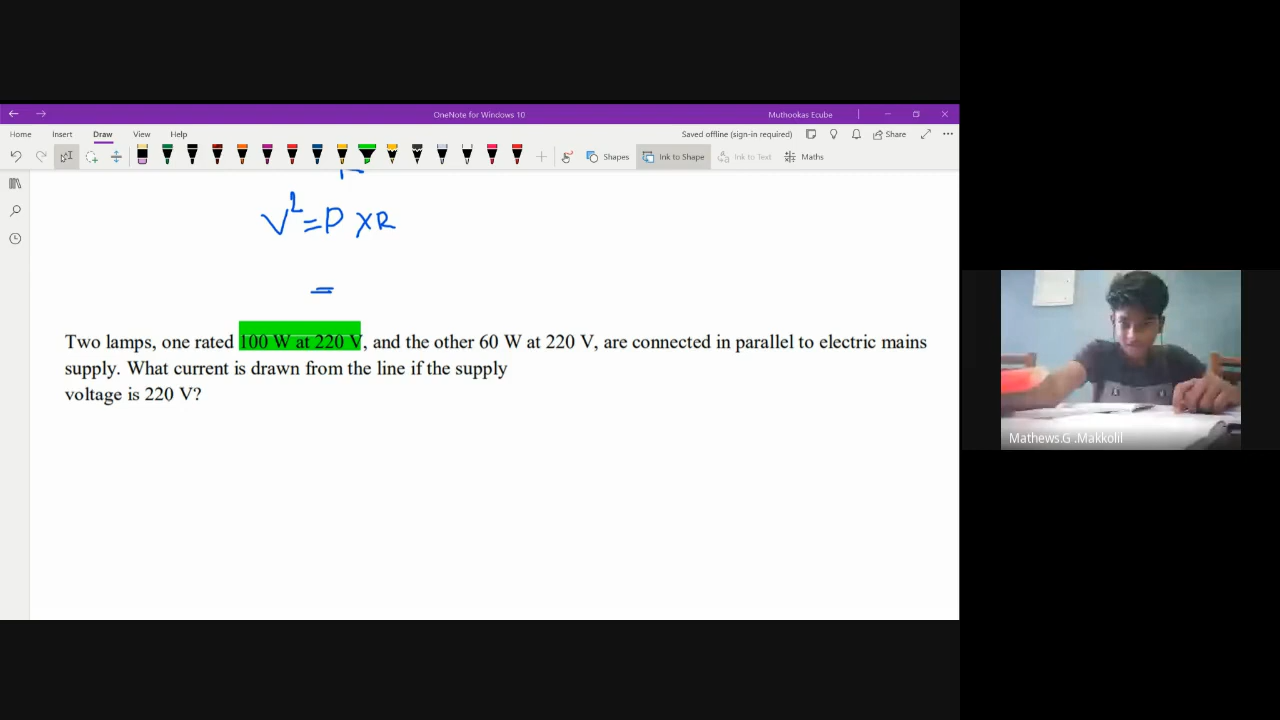 OneNote for Windows 10
Muthookas Ecube
Home Insert Draw View Help
Saved offline (sign-in required) Share
Shapes Ink to Shape Ink to Text Maths
V² = P x R
=
Two lamps, one rated 100 W at 220 V, and the other 60 W at 220 V, are connected in parallel to electric mains
supply. What current is drawn from the line if the supply
voltage is 220 V?
Mathews.G .Makkolil